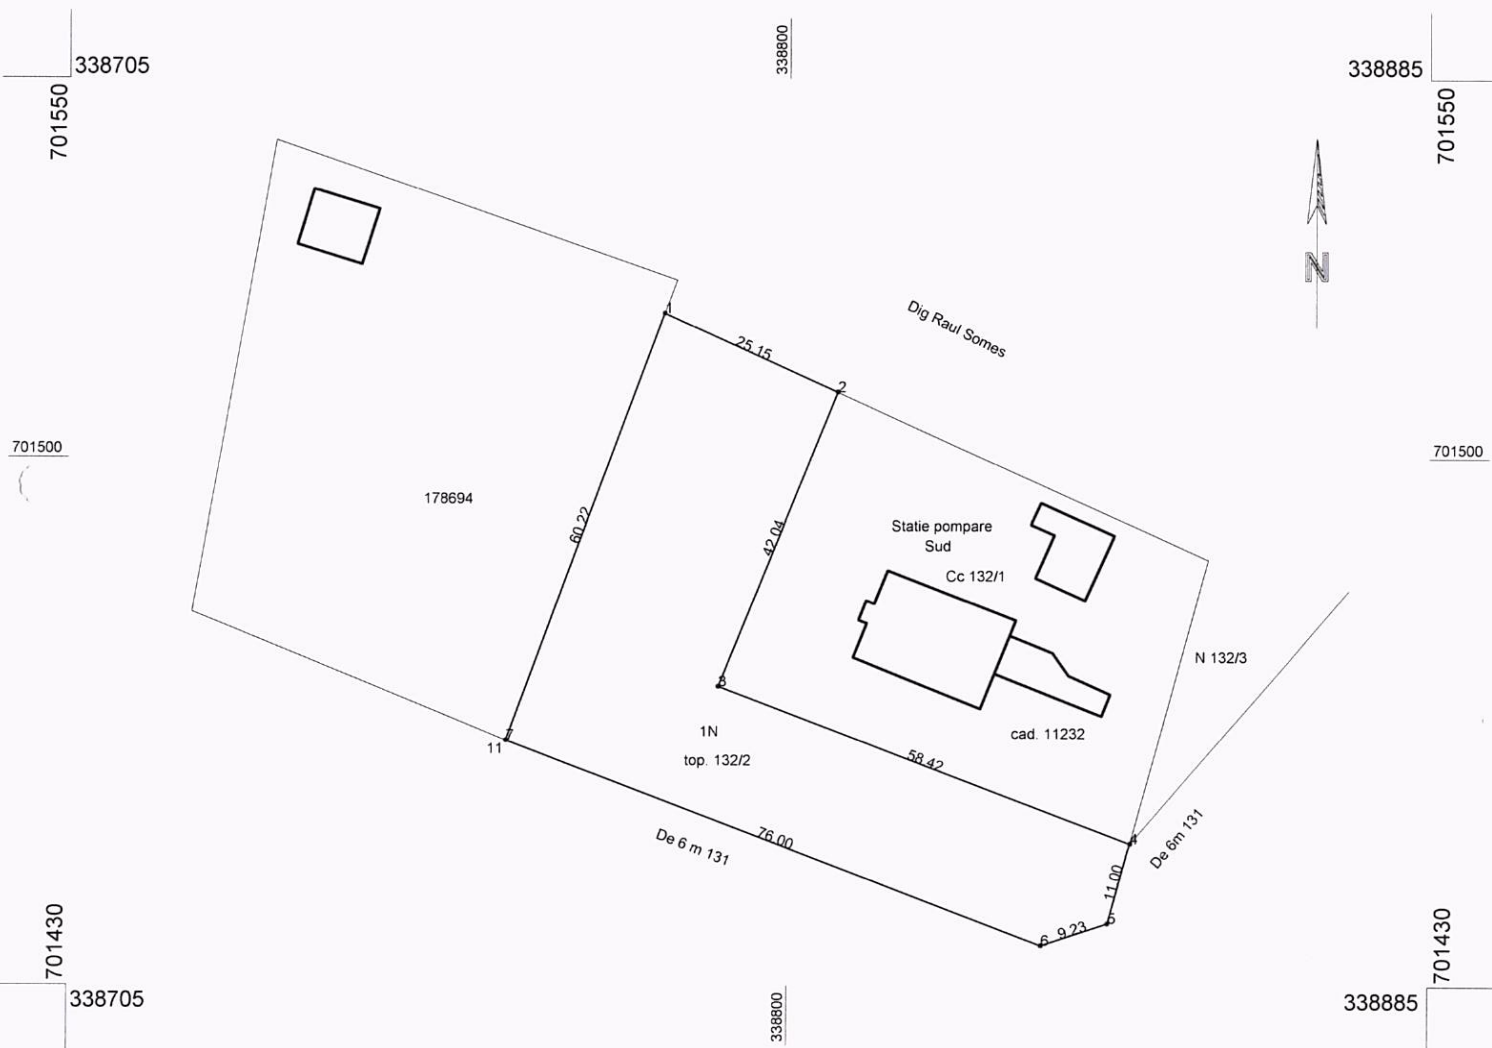 338705
338800
338885
701550
701550
N
1
25.15
Dig Raul Somes
2
701500
701500
178694
60.22
42.04
Statie pompare
Sud
Cc 132/1
N 132/3
3
1N
top. 132/2
cad. 11232
58.42
7
11
De 6 m 131
76.00
4
De 6m 131
11.00
5
9.23
6
701430
701430
338705
338800
338885